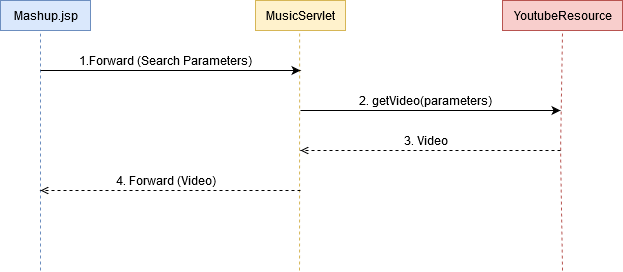 Mashup.jsp
MusicServlet
YoutubeResource
1.Forward (Search Parameters)
2. getVideo(parameters)
3. Video
4. Forward (Video)